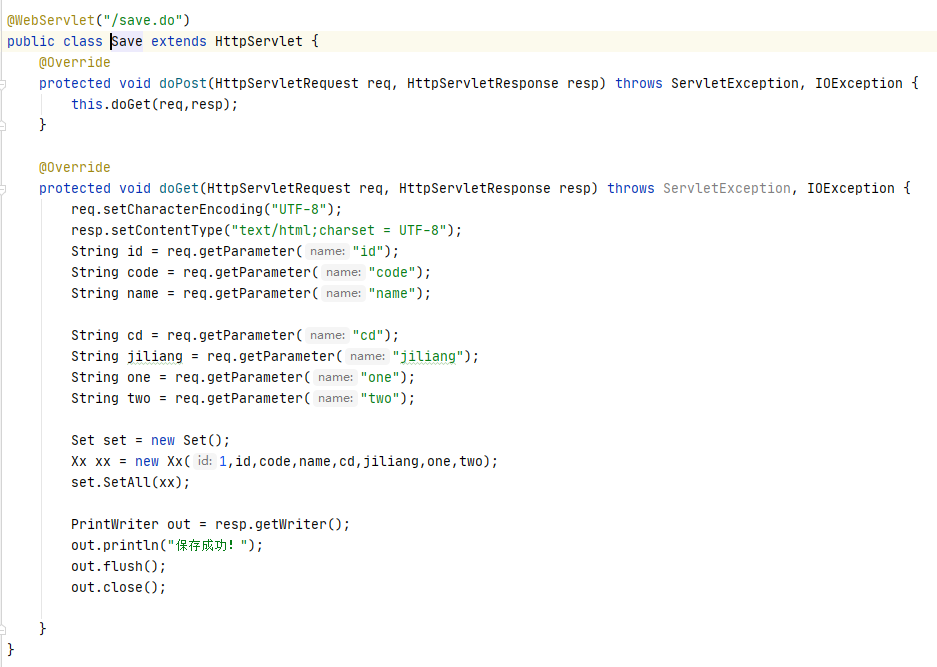 @WebServlet("/save.do")
public class Save extends HttpServlet {
@Override
protected void doPost(HttpServletRequest req, HttpServletResponse resp) throws ServletException, IOException {
this.doGet(req,resp);
}
@Override
protected void doGet(HttpServletRequest req, HttpServletResponse resp) throws ServletException, IOException {
req.setCharacterEncoding("UTF-8");
resp.setContentType("text/html;charset = UTF-8");
String id = req.getParameter( name: "id");
String code = req.getParameter( name: "code");
String name = req.getParameter( name: "name");
String cd = req.getParameter( name: "cd");
String jiliang = req.getParameter( name: "jiliang");
String one = req.getParameter( name: "one");
String two = req.getParameter( name: "two");
Set set = new Set();
Xx xx = new Xx( id: 1,id,code,name,cd,jiliang,one,two);
set.SetAll(xx);
PrintWriter out = resp.getWriter();
out.println("保存成功！");
out.flush();
out.close();
}
}